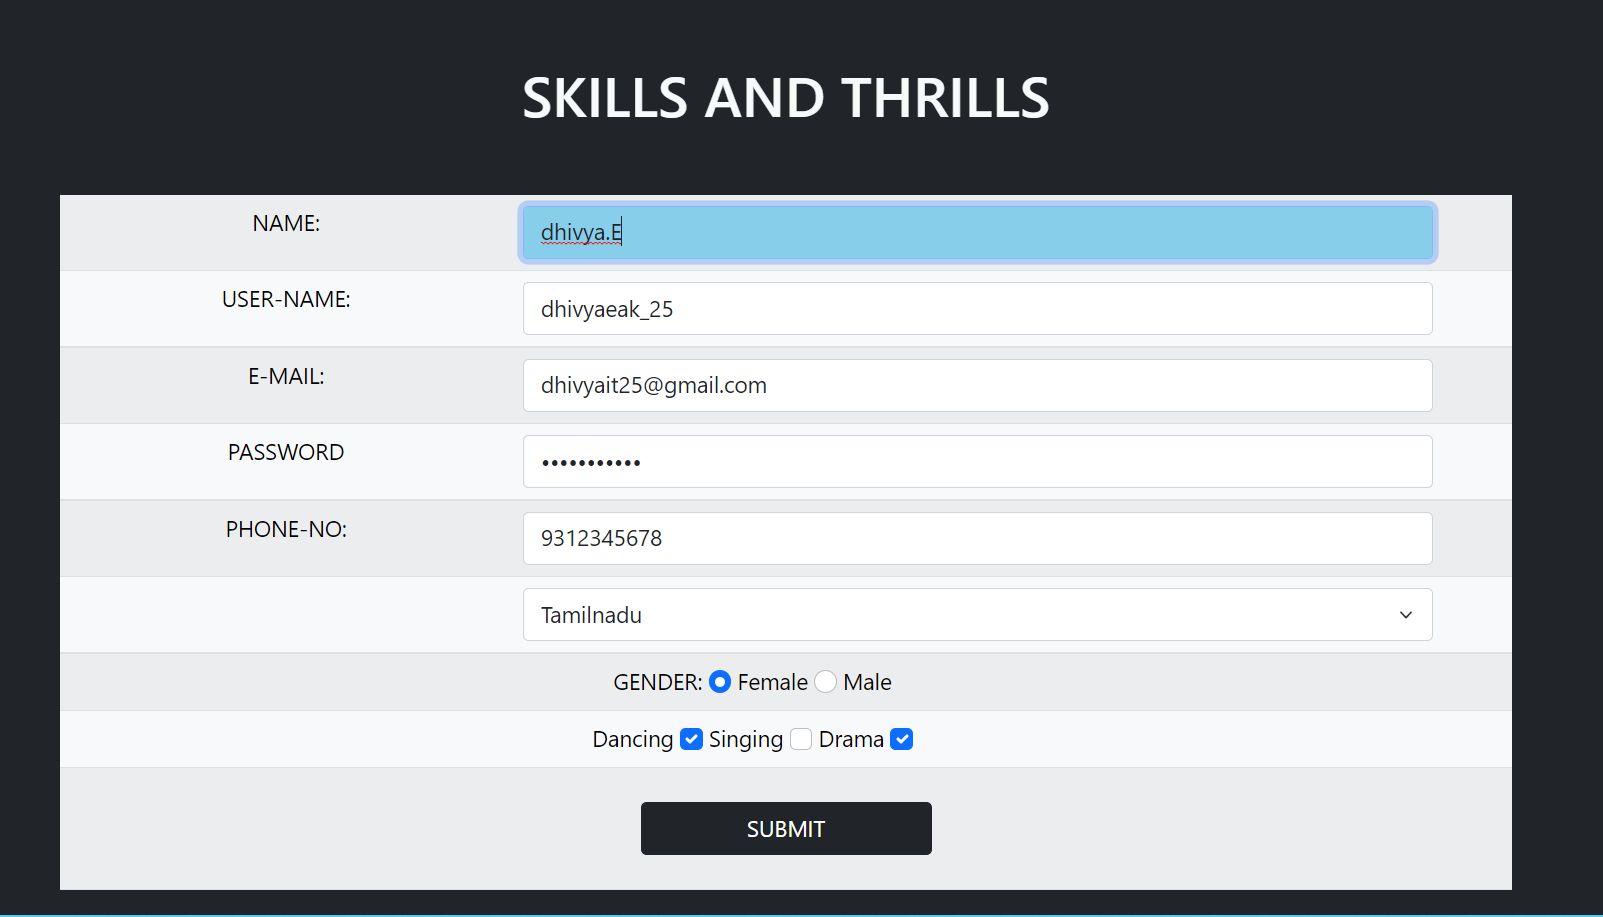 SKILLS AND THRILLS
NAME: dhivya.E
USER-NAME: dhivyaeak_25
E-MAIL: dhivyait25@gmail.com
PASSWORD •••••••••••
PHONE-NO: 9312345678
Tamilnadu
GENDER: Female Male
Dancing Singing Drama
SUBMIT